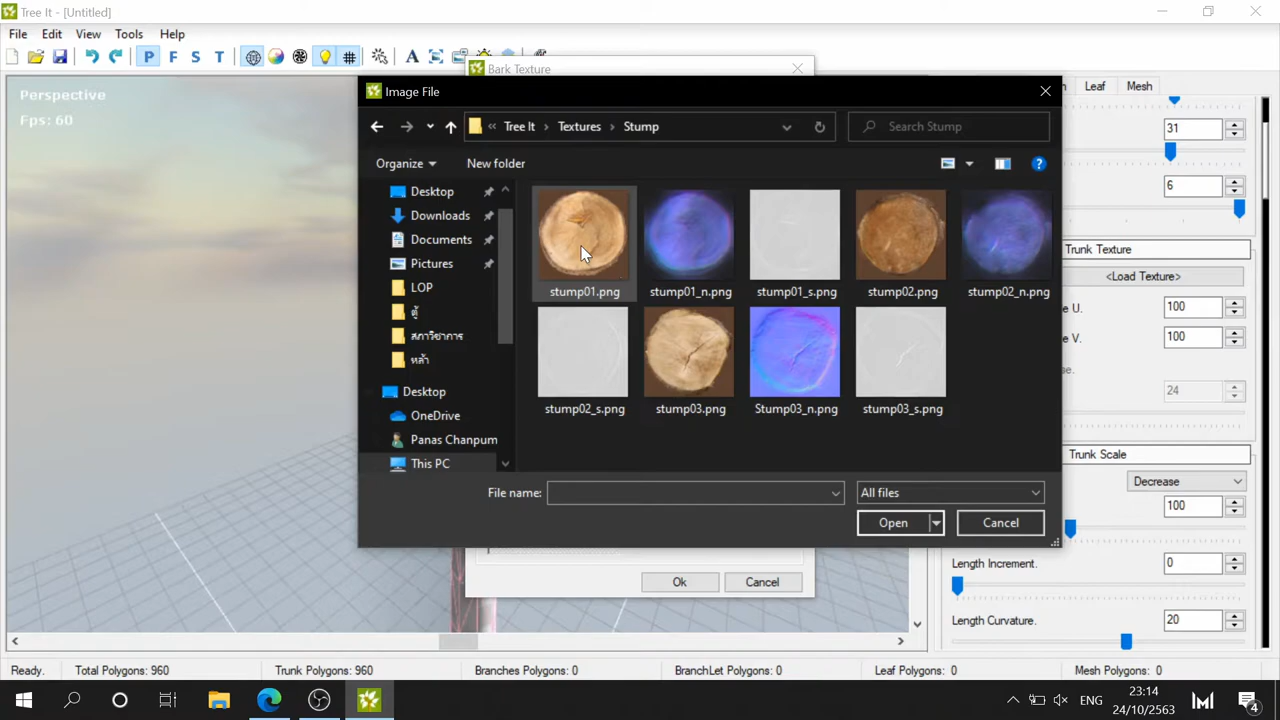 Tree It - [Untitled]
File Edit View Tools Help
P F S T A
Perspective
Fps: 60
Bark Texture
Image File
« Tree It › Textures › Stump
Search Stump
Organize New folder
Desktop
Downloads
Documents
Pictures
LOP
ตู้
สภาวิชาการ
หล้า
Desktop
OneDrive
Panas Chanpum
This PC
stump01.png stump01_n.png stump01_s.png stump02.png stump02_n.png
stump02_s.png stump03.png Stump03_n.png stump03_s.png
File name:
All files
Open Cancel
Ok Cancel
Leaf Mesh
31
6
Trunk Texture
<Load Texture>
U. 100
V. 100
24
Trunk Scale
Decrease
100
Length Increment. 0
Length Curvature. 20
Ready. Total Polygons: 960 Trunk Polygons: 960 Branches Polygons: 0 BranchLet Polygons: 0 Leaf Polygons: 0 Mesh Polygons: 0
ENG
23:14
24/10/2563
4